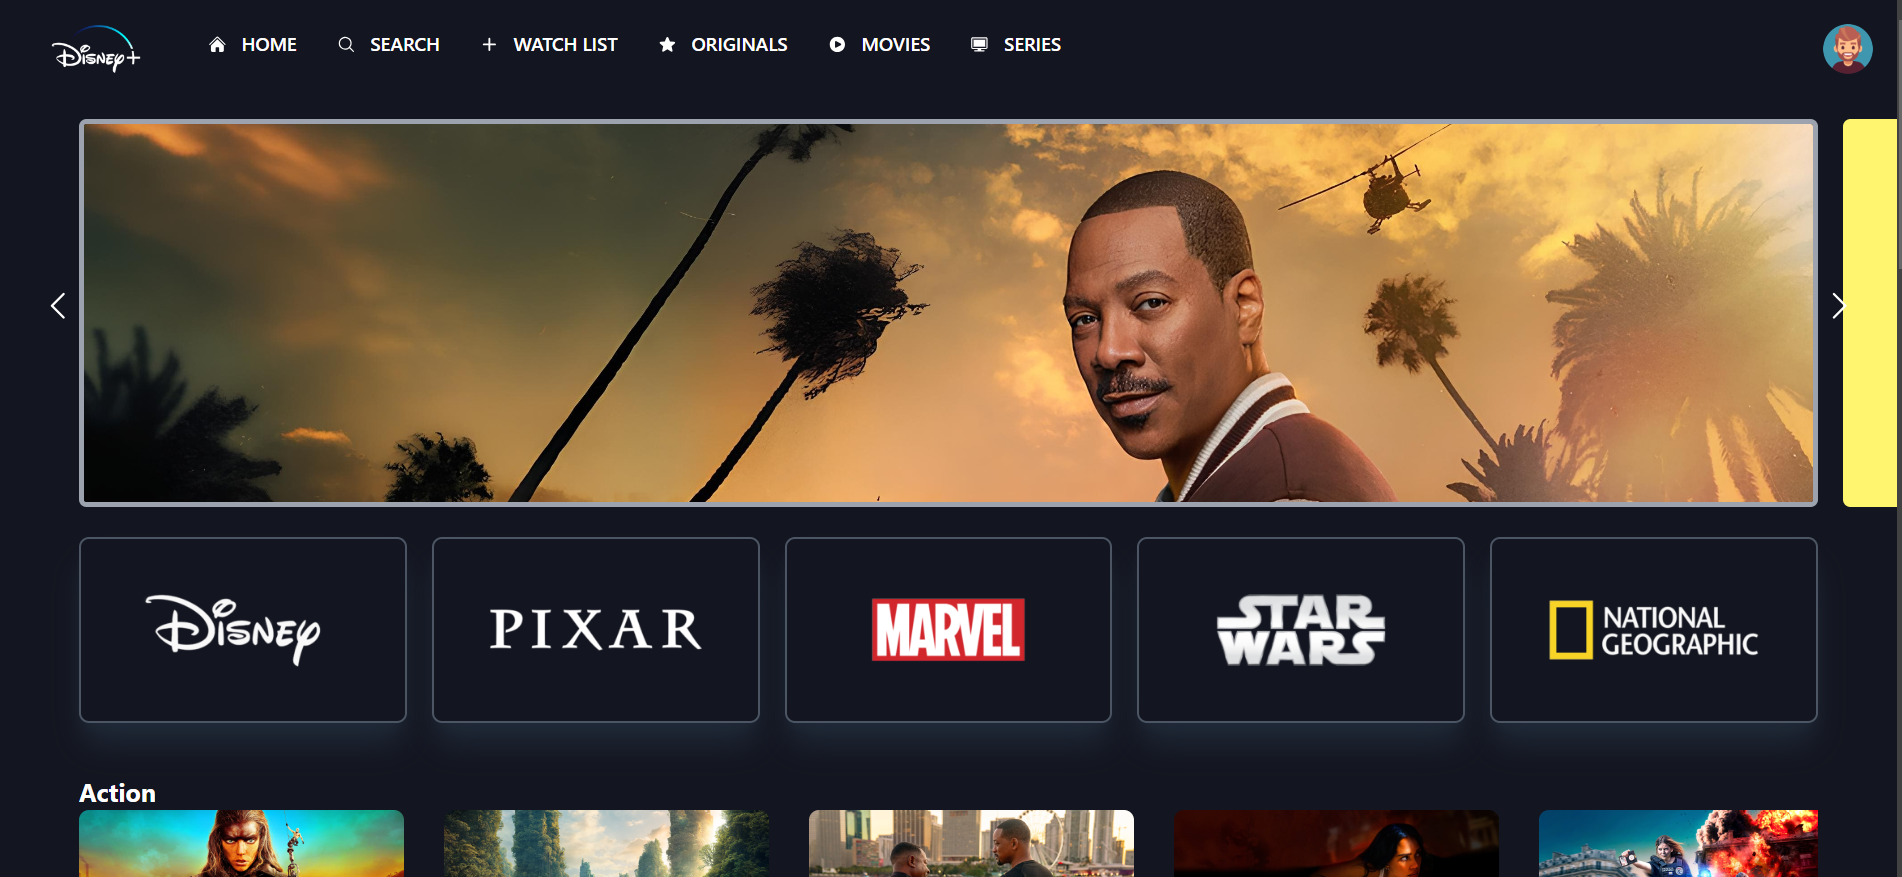 Disney+
HOME
SEARCH
WATCH LIST
ORIGINALS
MOVIES
SERIES
Disney
PIXAR
MARVEL
STAR
WARS
NATIONAL
GEOGRAPHIC
Action